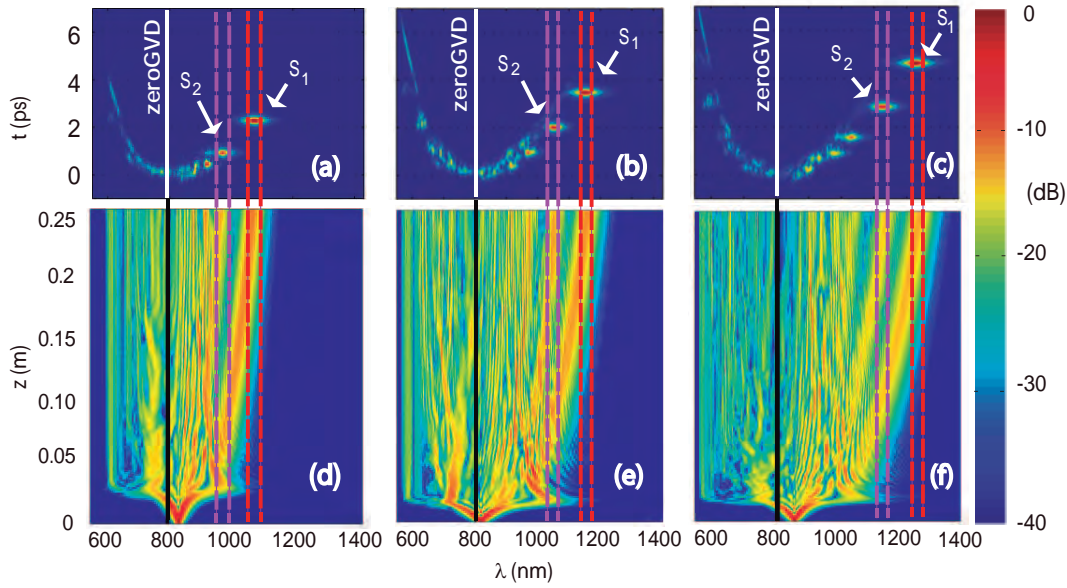 6
4
2
0
t (ps)
zeroGVD
S2
S1
(a)
zeroGVD
S2
S1
(b)
zeroGVD
S2
S1
(c)
0
-10
-20
-30
-40
(dB)
0.25
0.2
0.15
0.10
0.05
0
z (m)
(d)
(e)
(f)
600 800 1000 1200 1400
600 800 1000 1200 1400
600 800 1000 1200 1400
λ (nm)